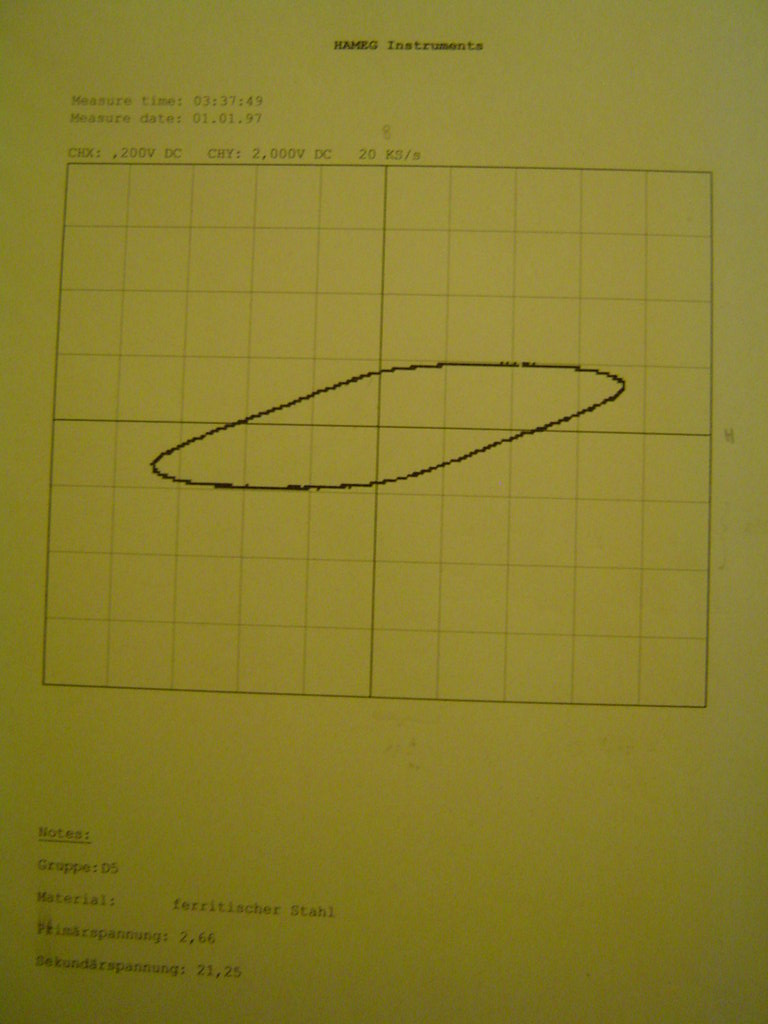 HAMEG Instruments
Measure time: 03:37:49
Measure date: 01.01.97
8
CHX: ,200V DC CHY: 2,000V DC 20 KS/s
H
Notes:
Gruppe:D5
Material: ferritischer Stahl
Primärspannung: 2,66
Sekundärspannung: 21,25